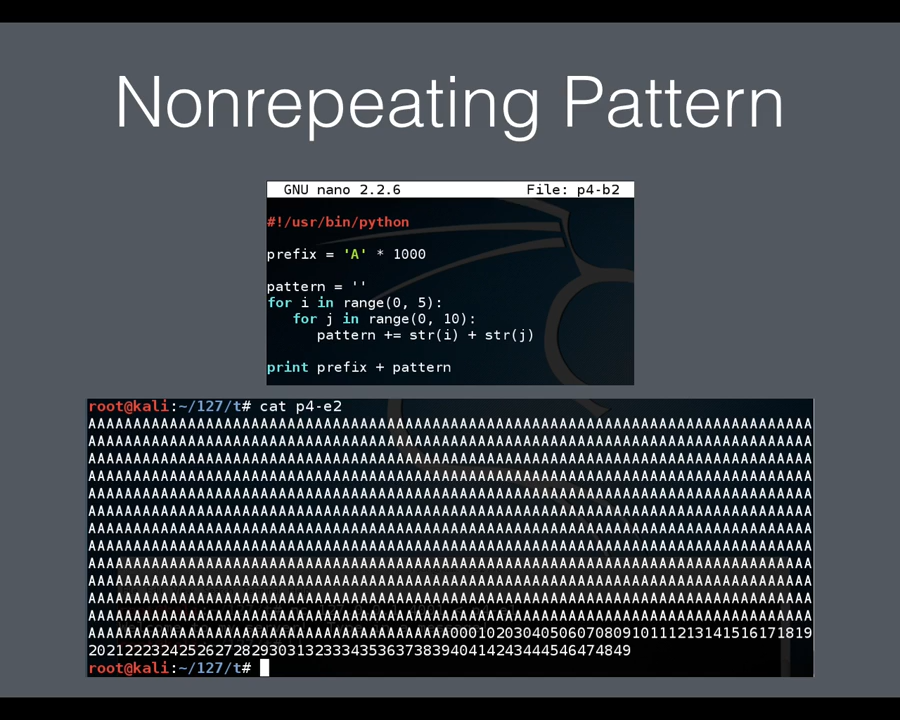 Nonrepeating Pattern
GNU nano 2.2.6 File: p4-b2
#!/usr/bin/python
prefix = 'A' * 1000
pattern = ''
for i in range(0, 5):
for j in range(0, 10):
pattern += str(i) + str(j)
print prefix + pattern
root@kali:~/127/t# cat p4-e2
AAAAAAAAAAAAAAAAAAAAAAAAAAAAAAAAAAAAAAAAAAAAAAAAAAAAAAAAAAAAAAAAAAAAAAAAAAAAAAAA
AAAAAAAAAAAAAAAAAAAAAAAAAAAAAAAAAAAAAAAAAAAAAAAAAAAAAAAAAAAAAAAAAAAAAAAAAAAAAAAA
AAAAAAAAAAAAAAAAAAAAAAAAAAAAAAAAAAAAAAAAAAAAAAAAAAAAAAAAAAAAAAAAAAAAAAAAAAAAAAAA
AAAAAAAAAAAAAAAAAAAAAAAAAAAAAAAAAAAAAAAAAAAAAAAAAAAAAAAAAAAAAAAAAAAAAAAAAAAAAAAA
AAAAAAAAAAAAAAAAAAAAAAAAAAAAAAAAAAAAAAAAAAAAAAAAAAAAAAAAAAAAAAAAAAAAAAAAAAAAAAAA
AAAAAAAAAAAAAAAAAAAAAAAAAAAAAAAAAAAAAAAAAAAAAAAAAAAAAAAAAAAAAAAAAAAAAAAAAAAAAAAA
AAAAAAAAAAAAAAAAAAAAAAAAAAAAAAAAAAAAAAAAAAAAAAAAAAAAAAAAAAAAAAAAAAAAAAAAAAAAAAAA
AAAAAAAAAAAAAAAAAAAAAAAAAAAAAAAAAAAAAAAAAAAAAAAAAAAAAAAAAAAAAAAAAAAAAAAAAAAAAAAA
AAAAAAAAAAAAAAAAAAAAAAAAAAAAAAAAAAAAAAAAAAAAAAAAAAAAAAAAAAAAAAAAAAAAAAAAAAAAAAAA
AAAAAAAAAAAAAAAAAAAAAAAAAAAAAAAAAAAAAAAAAAAAAAAAAAAAAAAAAAAAAAAAAAAAAAAAAAAAAAAA
AAAAAAAAAAAAAAAAAAAAAAAAAAAAAAAAAAAAAAAAAAAAAAAAAAAAAAAAAAAAAAAAAAAAAAAAAAAAAAAA
AAAAAAAAAAAAAAAAAAAAAAAAAAAAAAAAAAAAAAAAAAAAAAAAAAAAAAAAAAAAAAAAAAAAAAAAAAAAAAAA
AAAAAAAAAAAAAAAAAAAAAAAAAAAAAAAAAAAAAAAA0001020304050607080910111213141516171819
202122232425262728293031323334353637383940414243444546474849
root@kali:~/127/t#